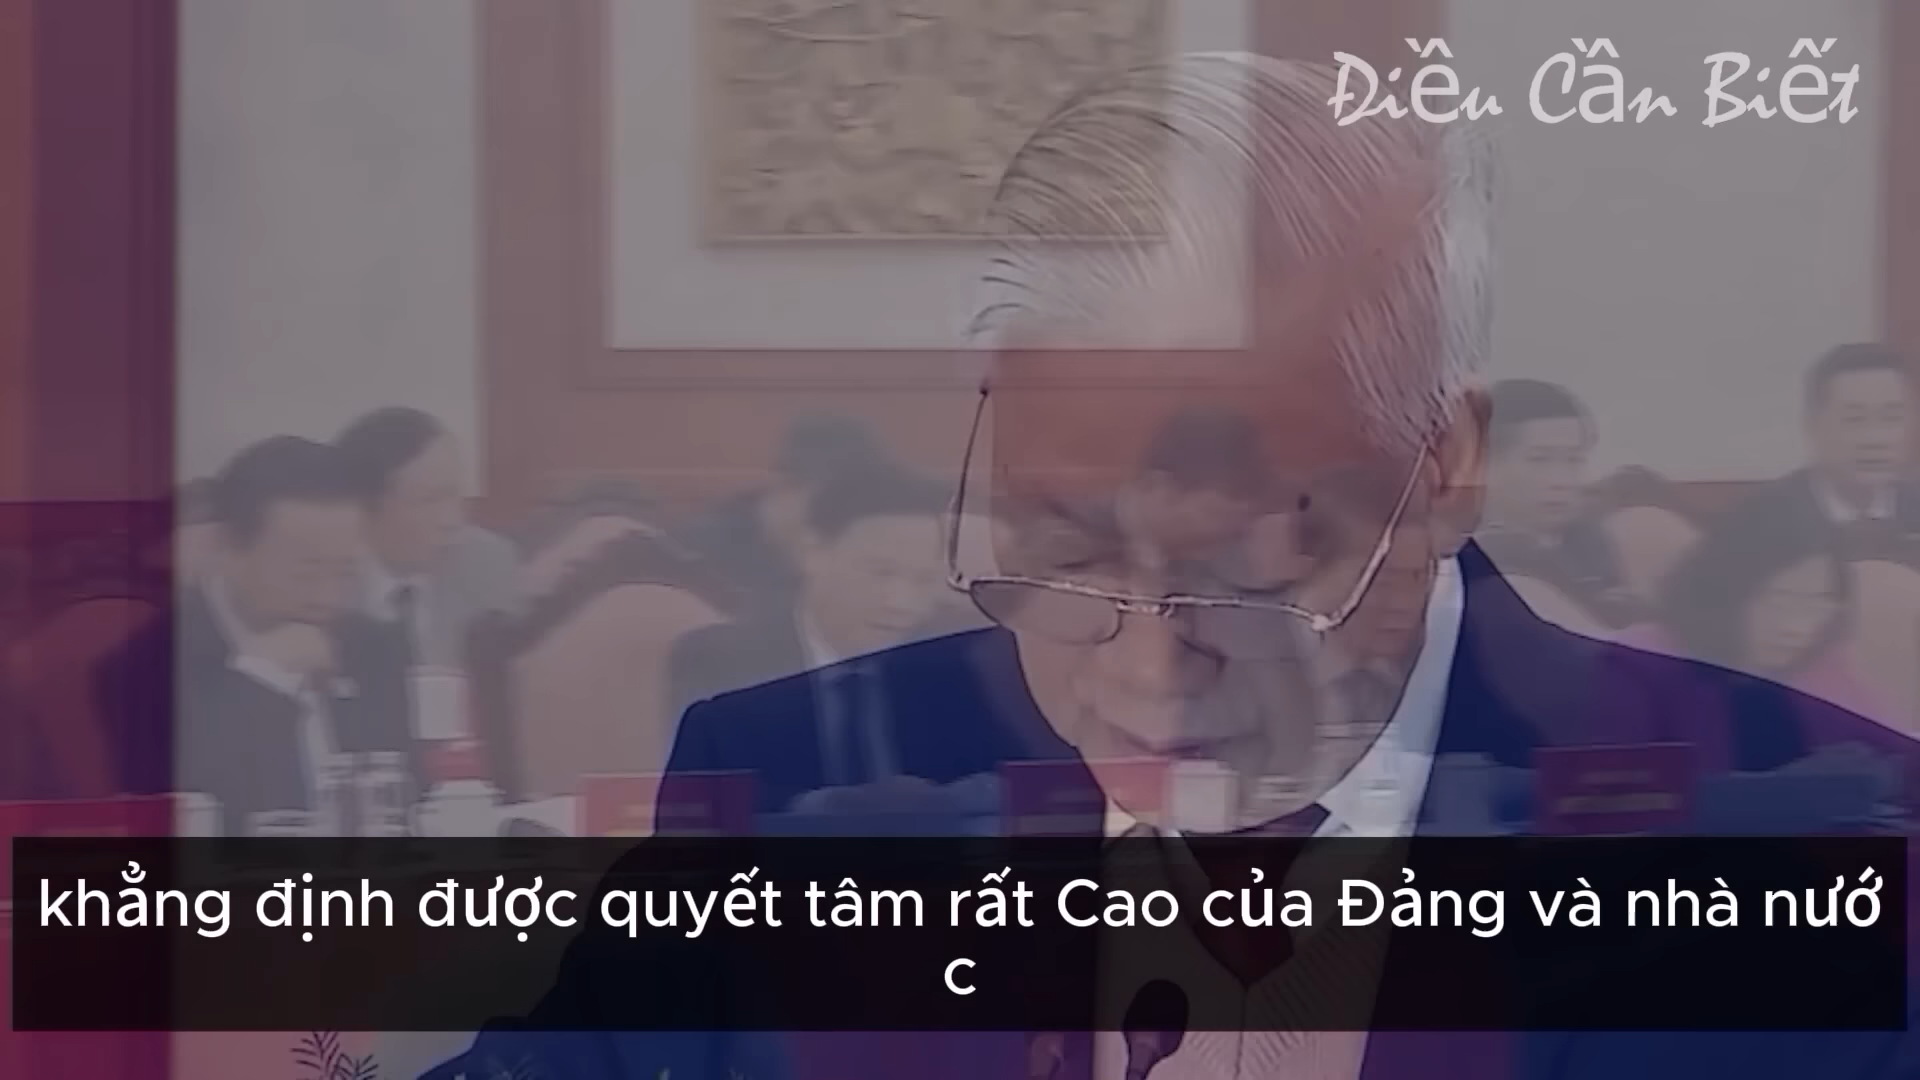 Điều Cần Biết
khẳng định được quyết tâm rất Cao của Đảng và nhà nướ
c